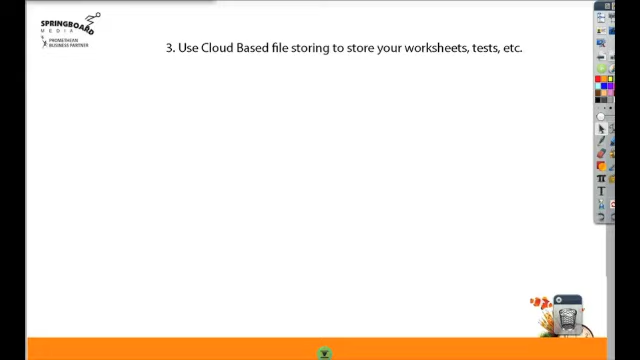 SPRINGBOARD
MEDIA
PROMETHEAN
BUSINESS PARTNER
3. Use Cloud Based file storing to store your worksheets, tests, etc.